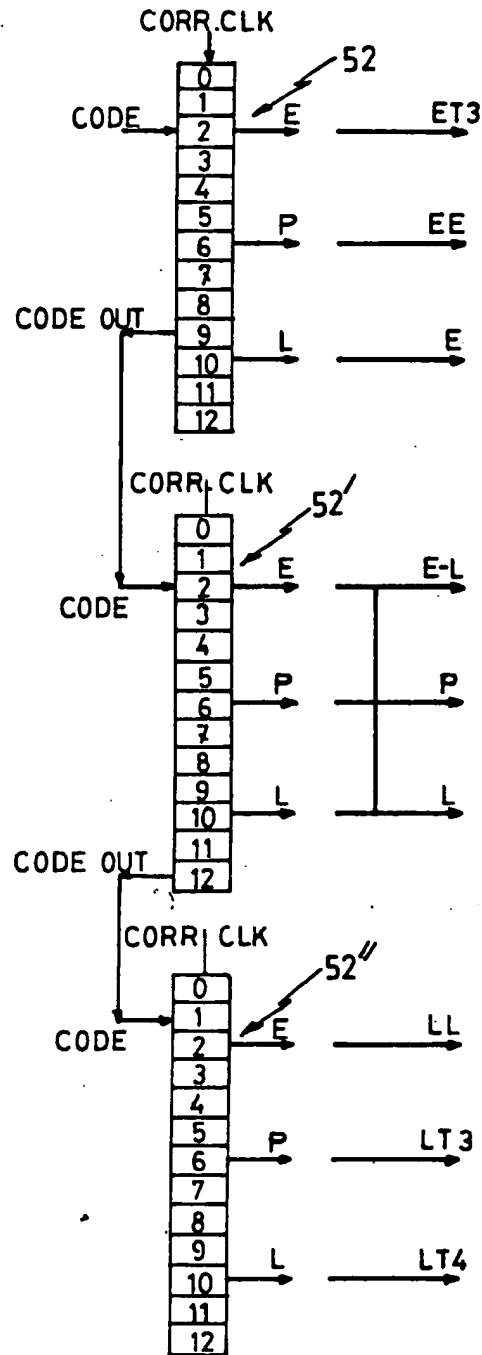 CORR.CLK
0
52
1
CODE 2 E ET3
3
4
5
6 P EE
7
8
CODE OUT 9
10 L E
11
12
CORR. CLK
0
52′
1
CODE 2 E E-L
3
4
5
6 P P
7
8
9
10 L L
11
CODE OUT 12
CORR CLK
0
52″
CODE 1
2 E LL
3
4
5
6 P LT3
7
8
9
10 L LT4
11
12